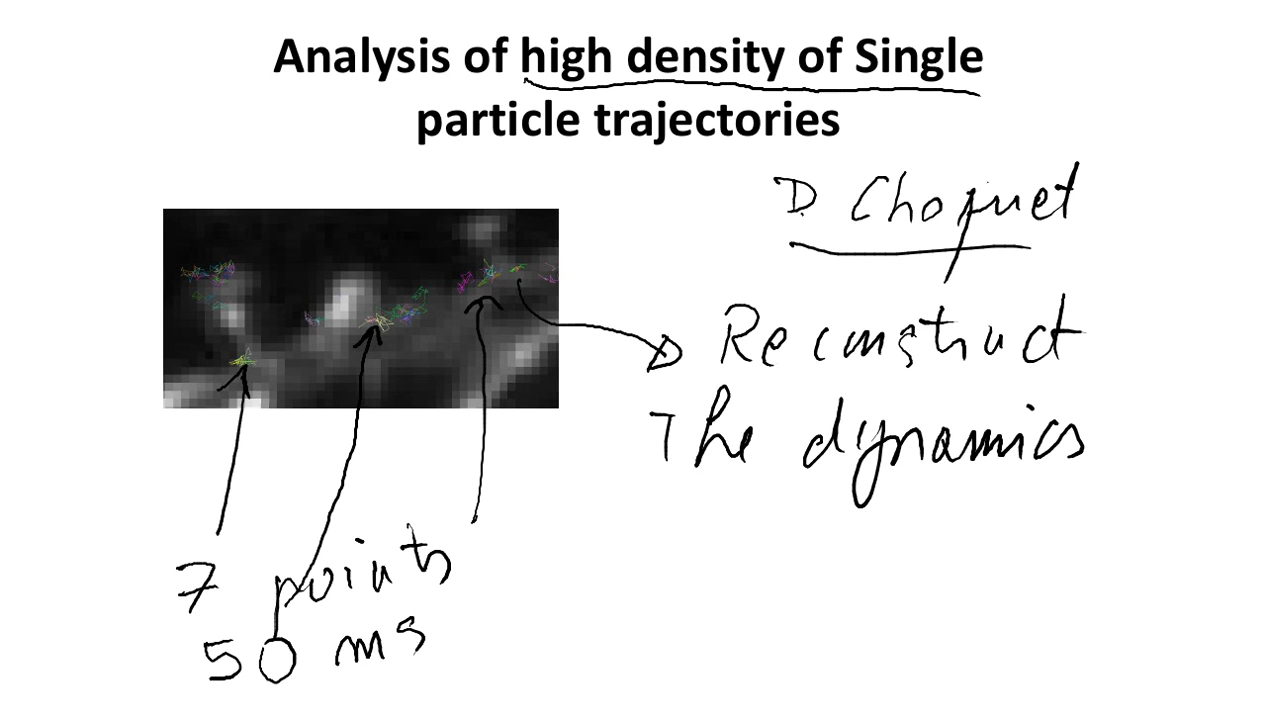 Analysis of high density of Single
particle trajectories
D Choquet
Reconstruct
The dynamics
7 points
50 ms